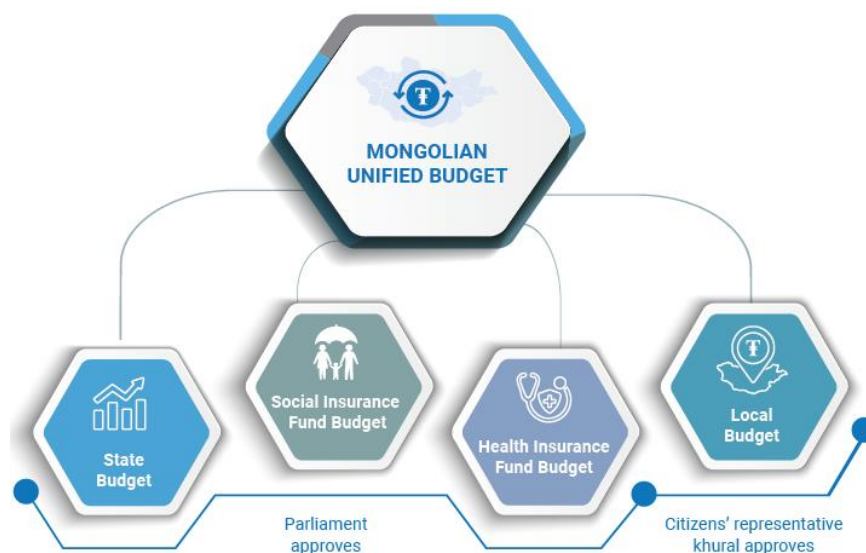 ₮
MONGOLIAN
UNIFIED BUDGET
State
Budget
Social Insurance
Fund Budget
Health Insurance
Fund Budget
₮
Local
Budget
Parliament
approves
Citizens’ representative
khural approves